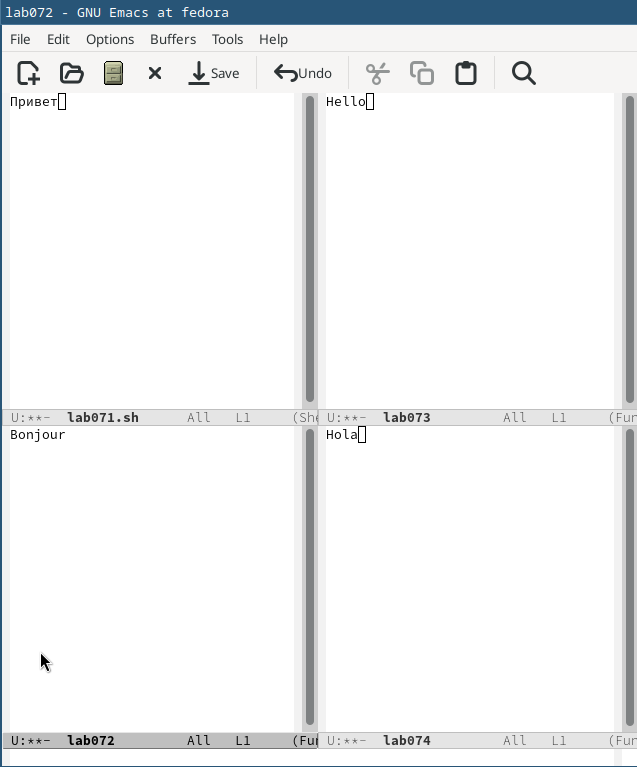 lab072 - GNU Emacs at fedora
File Edit Options Buffers Tools Help
Save Undo
Привет
U:**- lab071.sh All L1 (She
Hello
U:**- lab073 All L1 (Fun
Bonjour
U:**- lab072 All L1 (Fun
Hola
U:**- lab074 All L1 (Fun